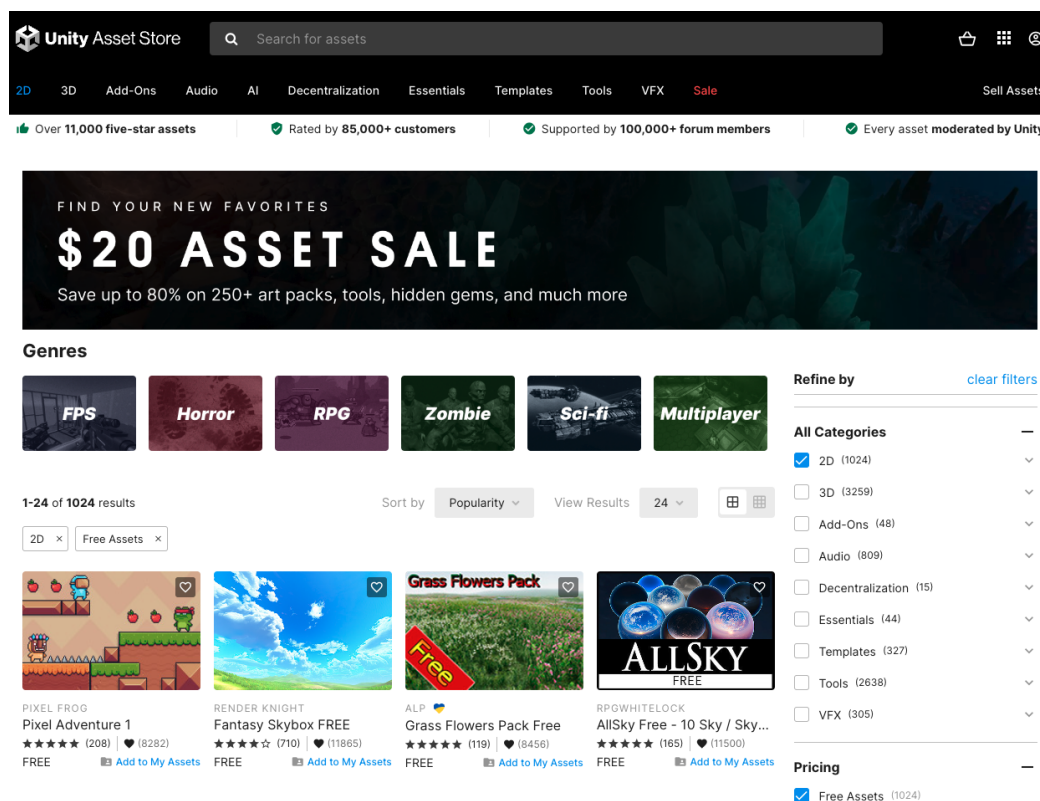 Unity Asset Store
Search for assets
2D 3D Add-Ons Audio AI Decentralization Essentials Templates Tools VFX Sale Sell Assets
Over 11,000 five-star assets Rated by 85,000+ customers Supported by 100,000+ forum members Every asset moderated by Unity
FIND YOUR NEW FAVORITES
$20 ASSET SALE
Save up to 80% on 250+ art packs, tools, hidden gems, and much more
Genres
FPS Horror RPG Zombie Sci-fi Multiplayer
1-24 of 1024 results Sort by Popularity View Results 24
2D × Free Assets ×
Grass Flowers Pack
Free
ALLSKY
FREE
PIXEL FROG
Pixel Adventure 1
(208) (8282)
FREE Add to My Assets
RENDER KNIGHT
Fantasy Skybox FREE
(710) (11865)
FREE Add to My Assets
ALP
Grass Flowers Pack Free
(119) (8456)
FREE Add to My Assets
RPGWHITELOCK
AllSky Free - 10 Sky / Sky...
(165) (11500)
FREE Add to My Assets
Refine by clear filters
All Categories
2D (1024)
3D (3259)
Add-Ons (48)
Audio (809)
Decentralization (15)
Essentials (44)
Templates (327)
Tools (2638)
VFX (305)
Pricing
Free Assets (1024)